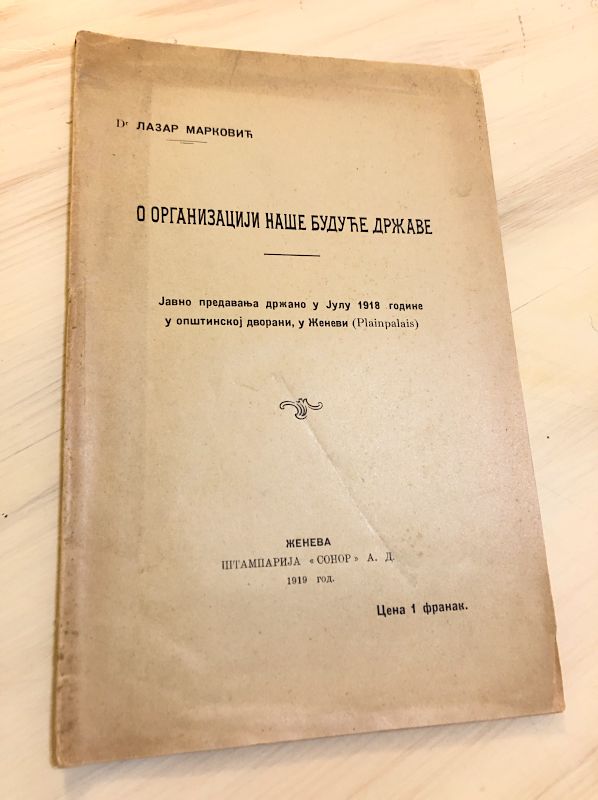 Dr ЛАЗАР МАРКОВИЋ
О ОРГАНИЗАЦИЈИ НАШЕ БУДУЋЕ ДРЖАВЕ
Јавно предавања држано у Јулу 1918 године
у општинској дворани, у Женеви (Plainpalais)
ЖЕНЕВА
ШТАМПАРИЈА «СОНОР» А. Д.
1919 год.
Цена 1 франак.